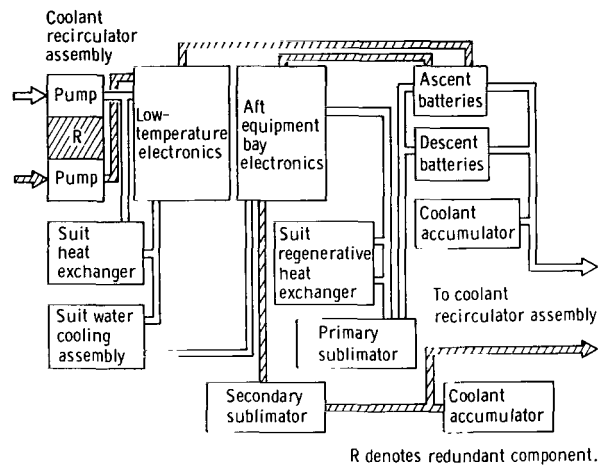 Coolant
recirculator
assembly
Pump
R
Pump
Low-
temperature
electronics
Aft
equipment
bay
electronics
Ascent
batteries
Descent
batteries
Coolant
accumulator
Suit
heat
exchanger
Suit
regenerative
heat
exchanger
Suit water
cooling
assembly
Primary
sublimator
To coolant
recirculator assembly
Secondary
sublimator
Coolant
accumulator
R denotes redundant component.